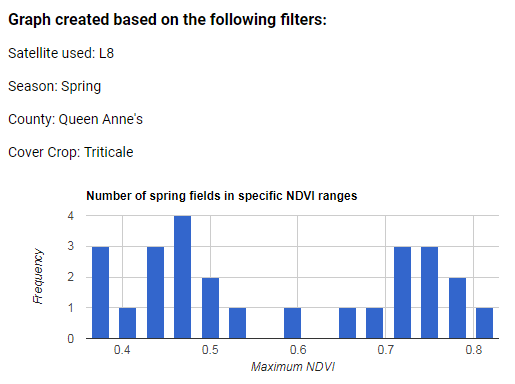 Graph created based on the following filters:
Satellite used: L8
Season: Spring
County: Queen Anne's
Cover Crop: Triticale
Number of spring fields in specific NDVI ranges
4
3
2
1
0
Frequency
0.4 0.5 0.6 0.7 0.8
Maximum NDVI